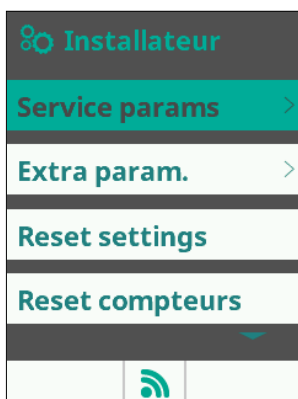 Installateur
Service params
Extra param.
Reset settings
Reset compteurs